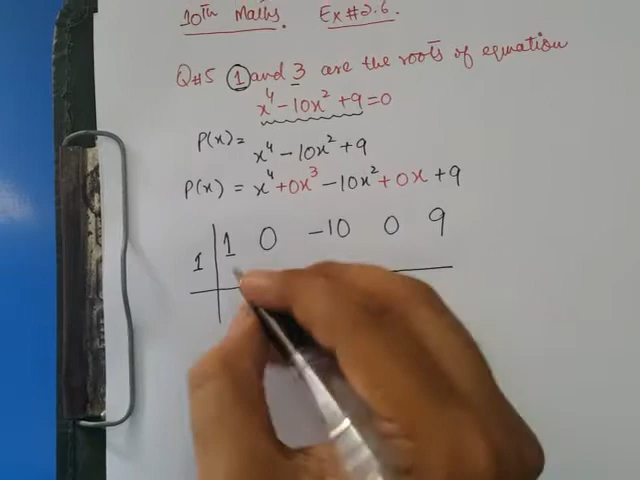 10TH Maths. Ex#2.6.
Q#5 1 and 3 are the roots of equation
x⁴-10x²+9=0
P(x)= x⁴-10x²+9
P(x) = x⁴+0x³-10x²+0x+9
1 0 -10 0 9
1